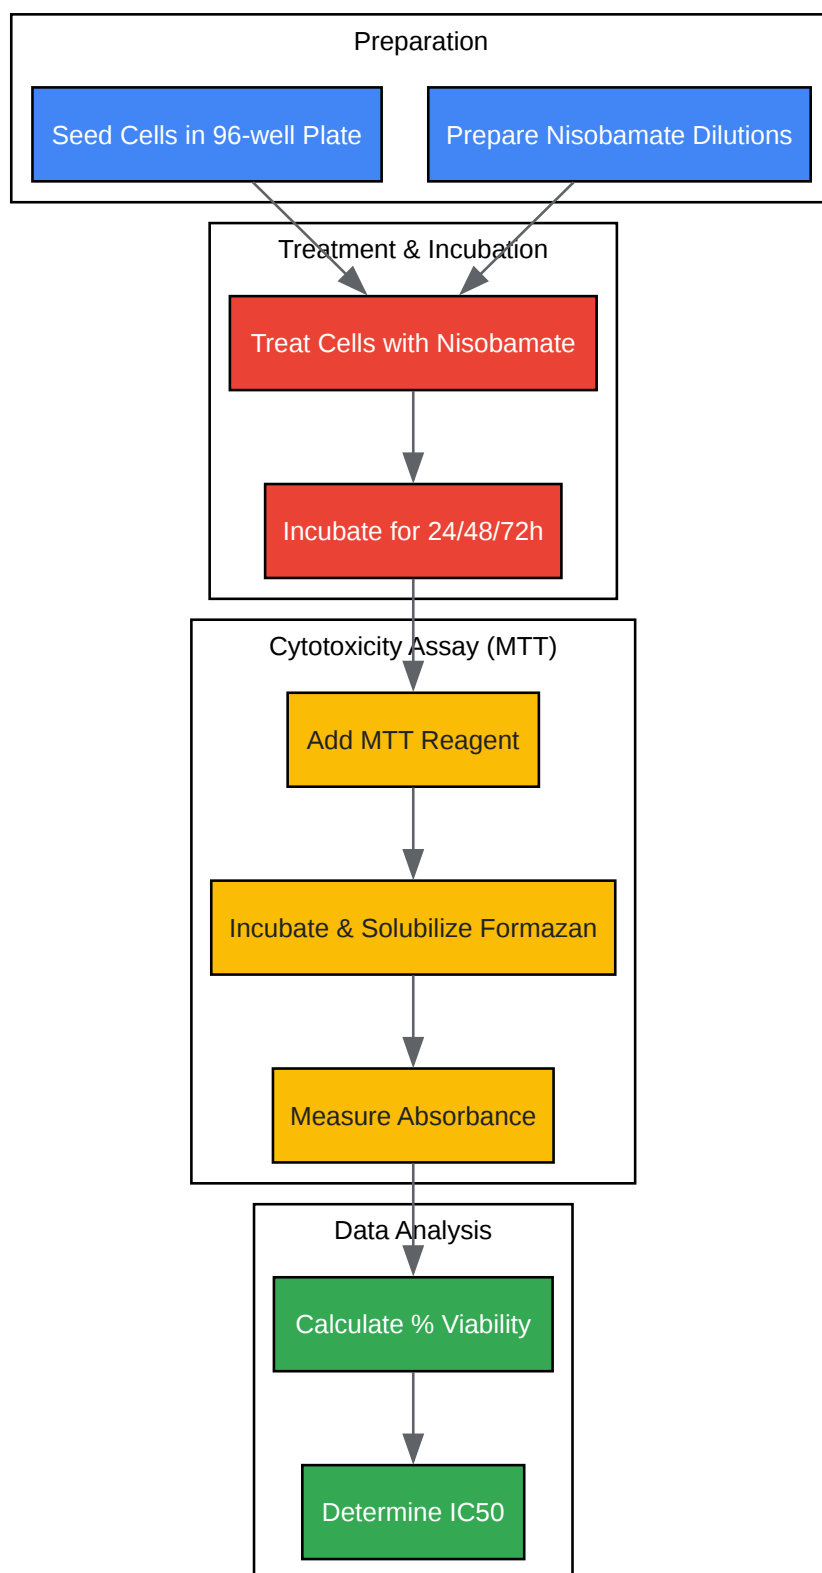 Preparation
Seed Cells in 96-well Plate
Prepare Nisobamate Dilutions
Treatment & Incubation
Treat Cells with Nisobamate
Incubate for 24/48/72h
Cytotoxicity Assay (MTT)
Add MTT Reagent
Incubate & Solubilize Formazan
Measure Absorbance
Data Analysis
Calculate % Viability
Determine IC50